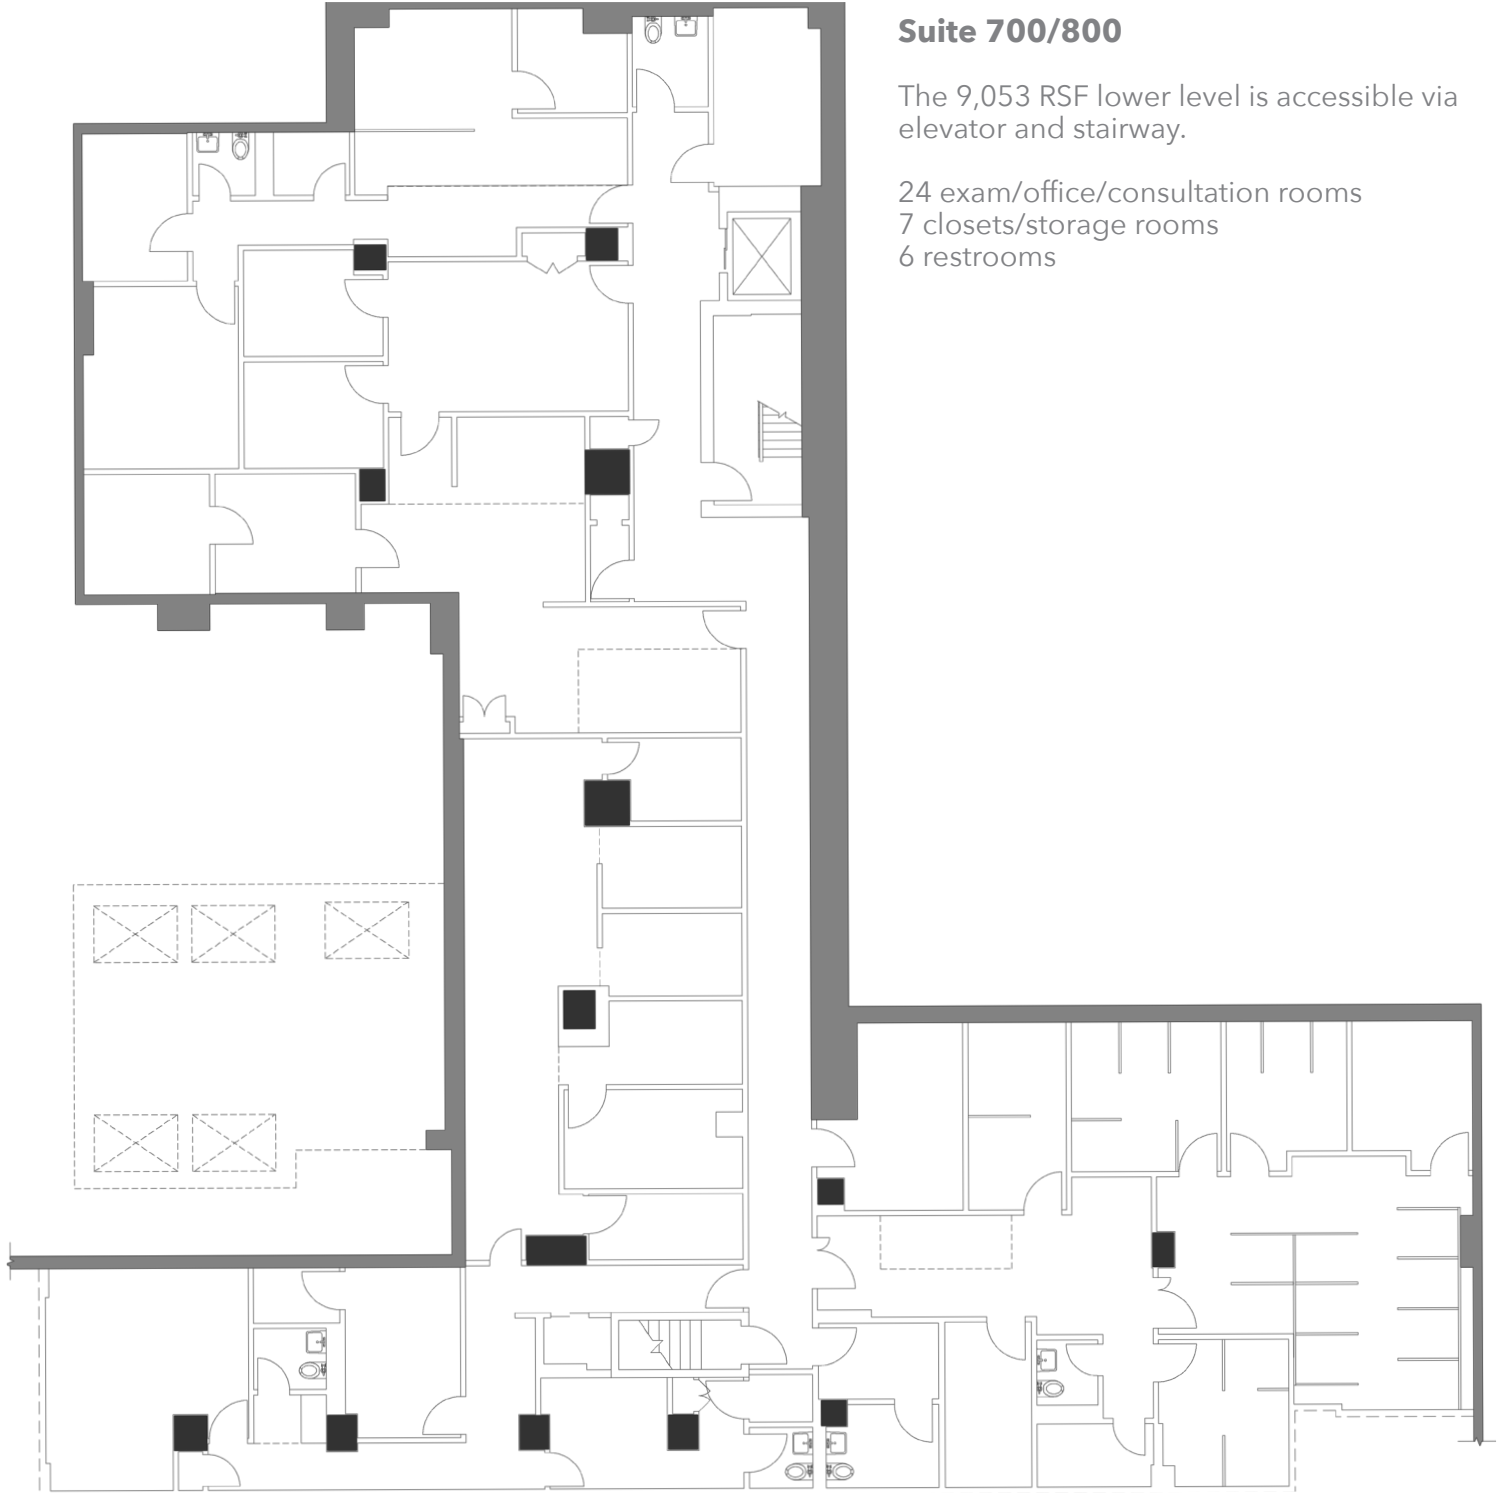 Suite 700/800
The 9,053 RSF lower level is accessible via
elevator and stairway.
24 exam/office/consultation rooms
7 closets/storage rooms
6 restrooms